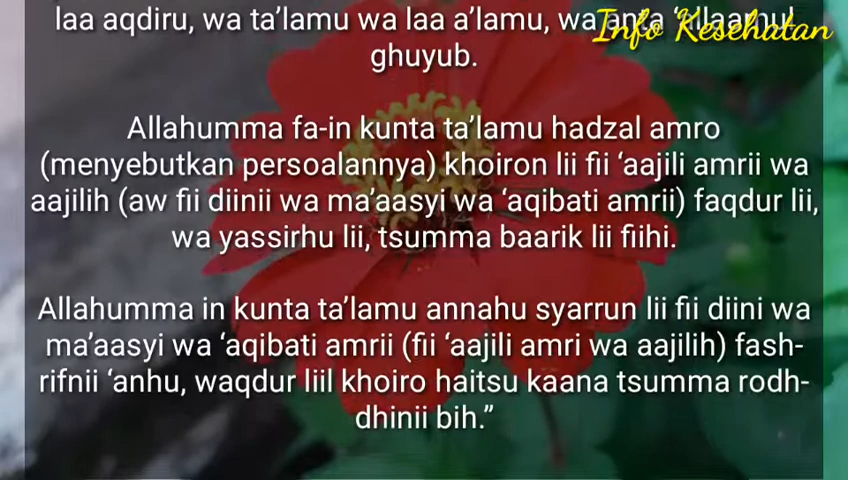 laa aqdiru, wa ta’lamu wa laa a’lamu, wa anta ‘allaamul
ghuyub.
Info Kesehatan
Allahumma fa-in kunta ta’lamu hadzal amro
(menyebutkan persoalannya) khoiron lii fii ‘aajili amrii wa
aajilih (aw fii diinii wa ma’aasyi wa ‘aqibati amrii) faqdur lii,
wa yassirhu lii, tsumma baarik lii fiihi.
Allahumma in kunta ta’lamu annahu syarrun lii fii diini wa
ma’aasyi wa ‘aqibati amrii (fii ‘aajili amri wa aajilih) fash-
rifnii ‘anhu, waqdur liil khoiro haitsu kaana tsumma rodh-
dhinii bih.”